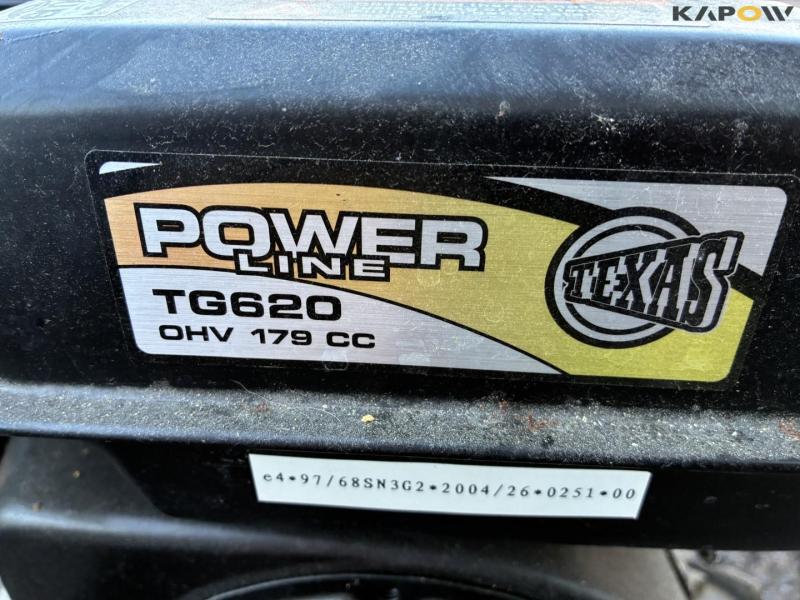 KAPOW
POWER
LINE
TG620
OHV 179 CC
TEXAS
e4*97/68SN3G2*2004/26*0251*00